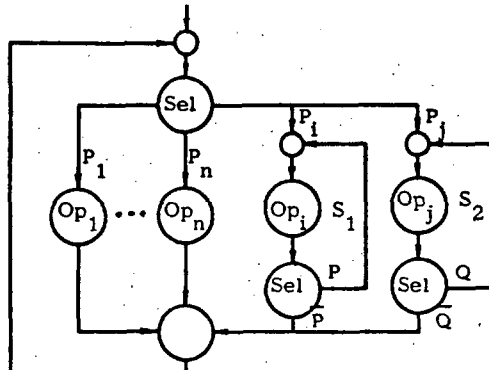 Sel
P₁ Pₙ Pᵢ Pⱼ
Op₁ ••• Opₙ Opᵢ S₁ Opⱼ S₂
Sel P Sel Q
P̅ Q̅